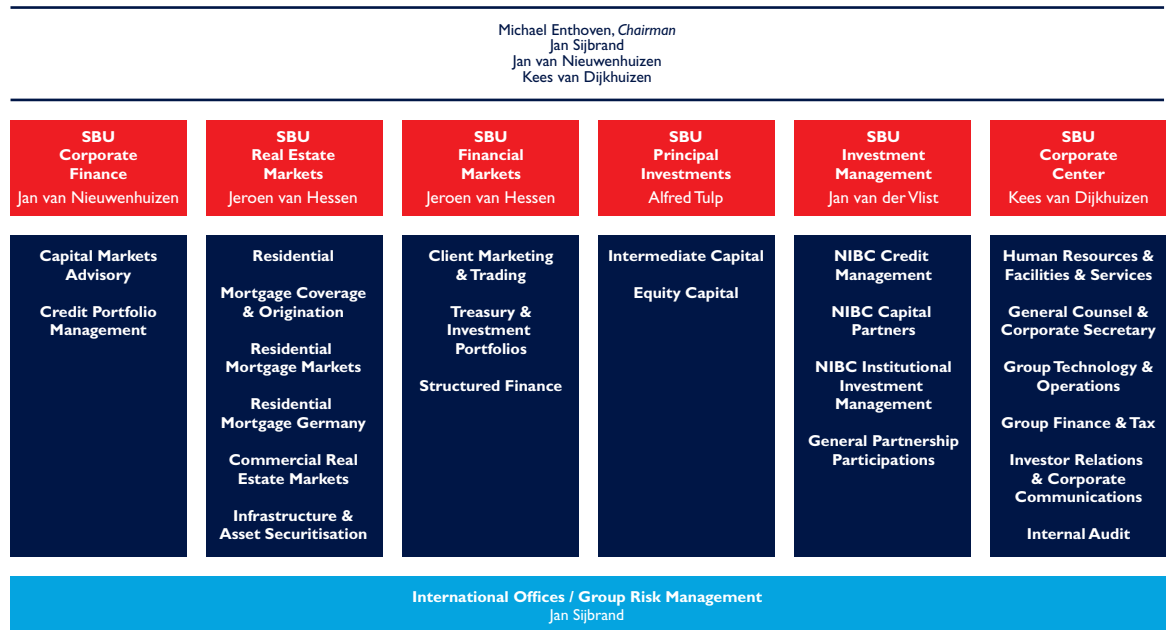 Michael Enthoven, Chairman
Jan Sijbrand
Jan van Nieuwenhuizen
Kees van Dijkhuizen
SBU
Corporate
Finance
Jan van Nieuwenhuizen
SBU
Real Estate
Markets
Jeroen van Hessen
SBU
Financial
Markets
Jeroen van Hessen
SBU
Principal
Investments
Alfred Tulp
SBU
Investment
Management
Jan van der Vlist
SBU
Corporate
Center
Kees van Dijkhuizen
Capital Markets
Advisory
Credit Portfolio
Management
Residential
Mortgage Coverage
& Origination
Residential
Mortgage Markets
Residential
Mortgage Germany
Commercial Real
Estate Markets
Infrastructure &
Asset Securitisation
Client Marketing
& Trading
Treasury &
Investment
Portfolios
Structured Finance
Intermediate Capital
Equity Capital
NIBC Credit
Management
NIBC Capital
Partners
NIBC Institutional
Investment
Management
General Partnership
Participations
Human Resources &
Facilities & Services
General Counsel &
Corporate Secretary
Group Technology &
Operations
Group Finance & Tax
Investor Relations
& Corporate
Communications
Internal Audit
International Offices / Group Risk Management
Jan Sijbrand